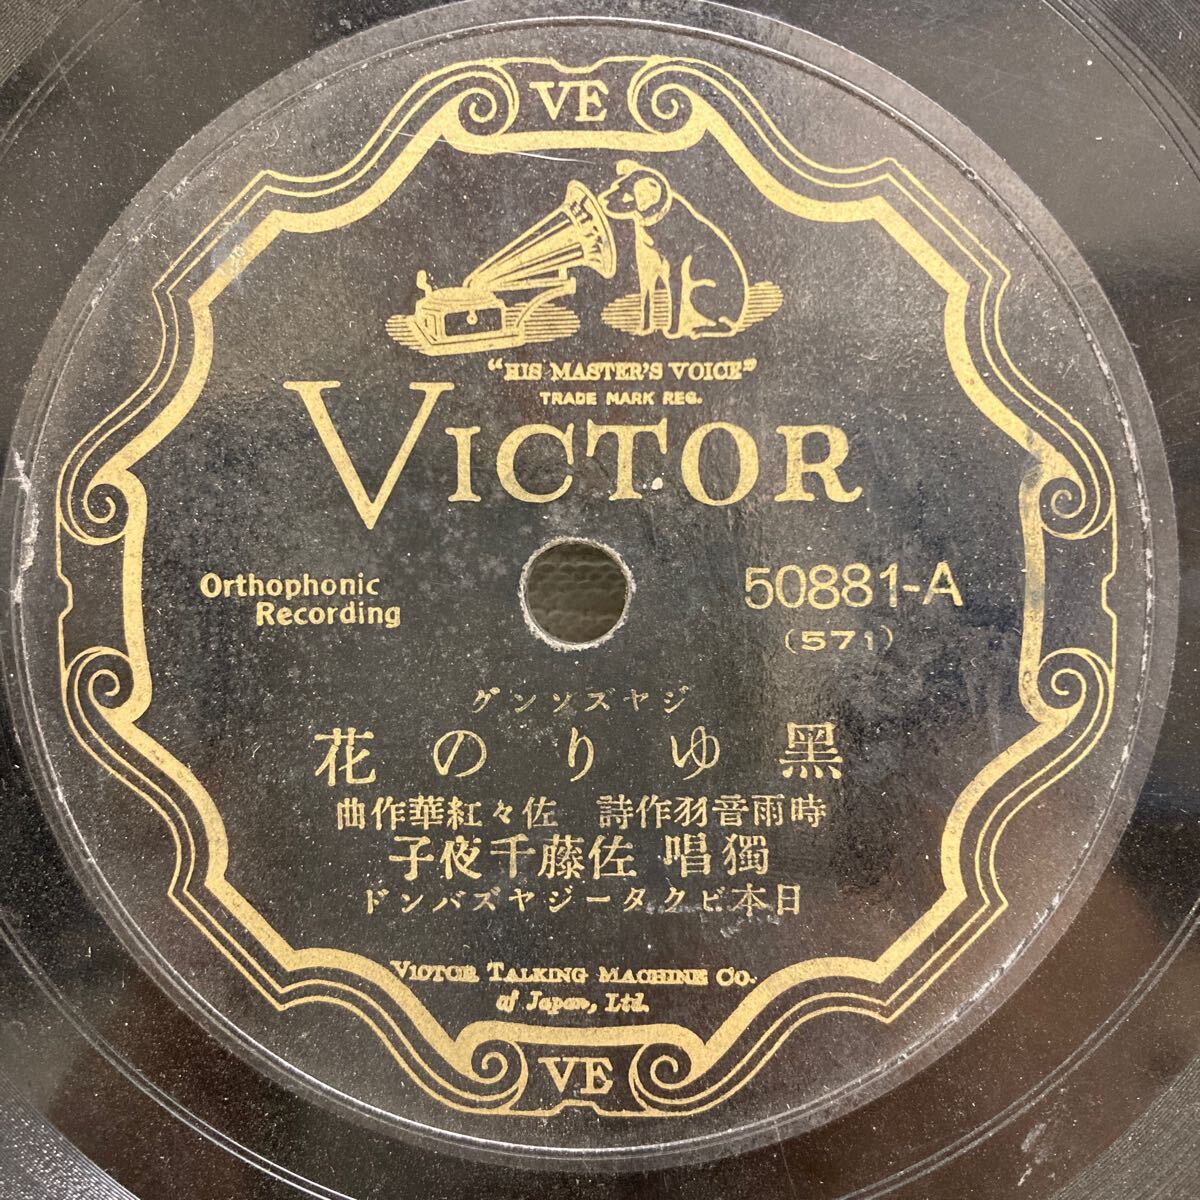 VE
"HIS MASTER'S VOICE"
TRADE MARK REG.
VICTOR
Orthophonic
Recording
50881-A
(571)
ジヤズソング
黑ゆりの花
時雨音羽作詩 佐々紅華作曲
獨唱 佐藤千夜子
日本ビクタージヤズバンド
VICTOR TALKING MACHINE CO.
of Japan, Ltd.
VE